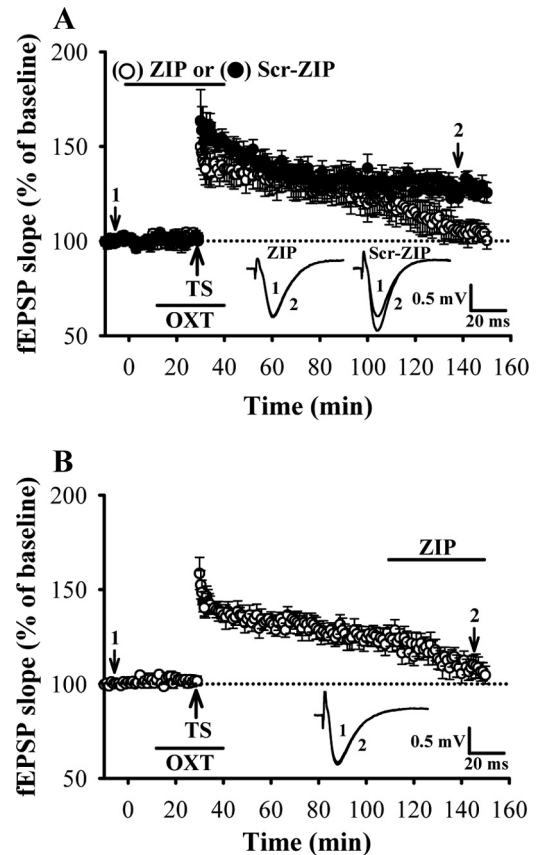 A
200
(○) ZIP or (●) Scr-ZIP
150
100
50
fEPSP slope (% of baseline)
1
2
TS
OXT
ZIP
1
2
Scr-ZIP
1
2
0.5 mV
20 ms
0 20 40 60 80 100 120 140 160
Time (min)
B
200
150
100
50
fEPSP slope (% of baseline)
ZIP
1
2
TS
OXT
1
2
0.5 mV
20 ms
0 20 40 60 80 100 120 140 160
Time (min)